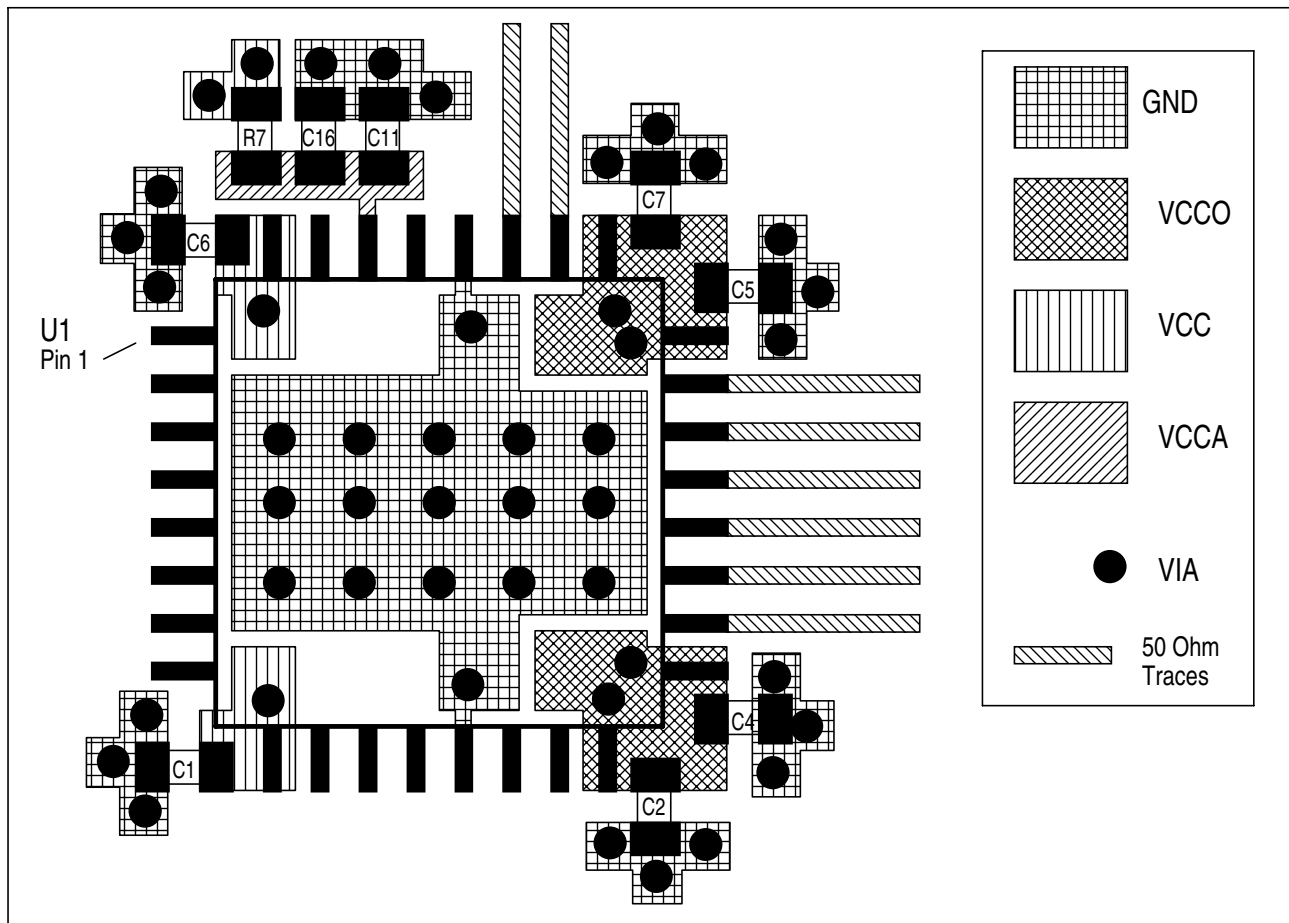 R7
C16
C11
C7
C6
C5
U1
Pin 1
C4
C1
C2
GND
VCCO
VCC
VCCA
VIA
50 Ohm
Traces